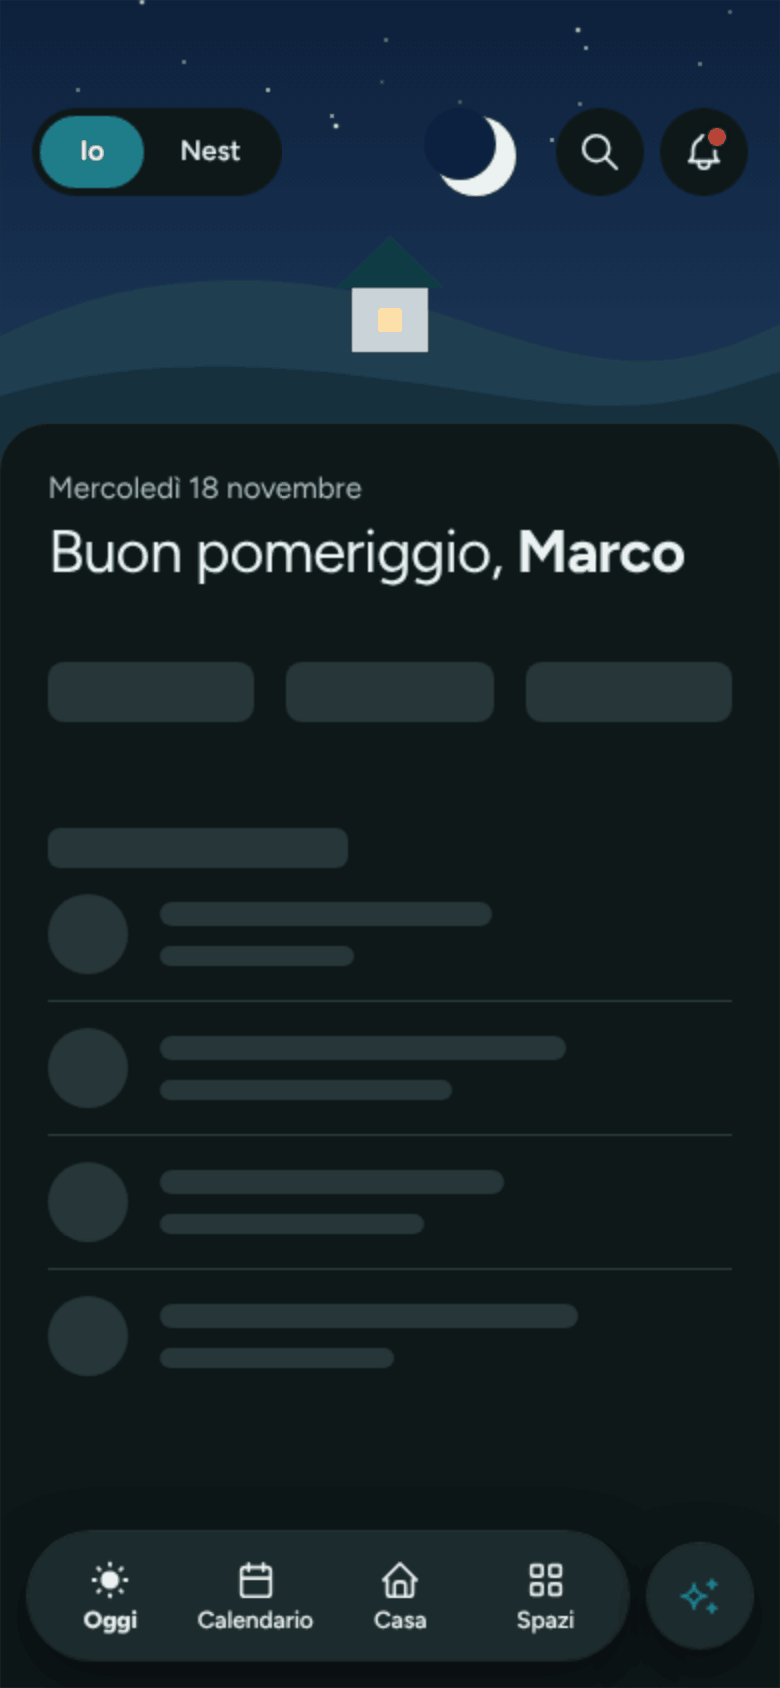 Io Nest
Mercoledì 18 novembre
Buon pomeriggio, Marco
Oggi Calendario Casa Spazi